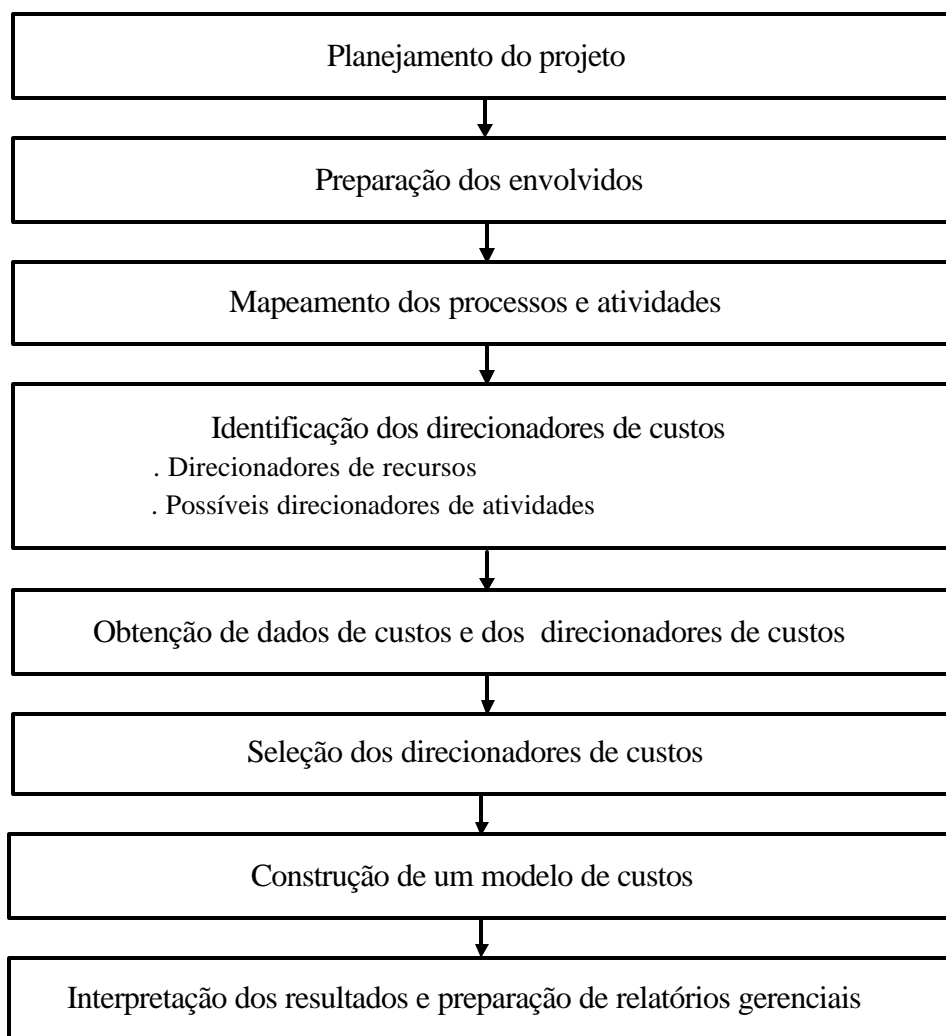 Planejamento do projeto
Preparação dos envolvidos
Mapeamento dos processos e atividades
Identificação dos direcionadores de custos
. Direcionadores de recursos
. Possíveis direcionadores de atividades
Obtenção de dados de custos e dos direcionadores de custos
Seleção dos direcionadores de custos
Construção de um modelo de custos
Interpretação dos resultados e preparação de relatórios gerenciais